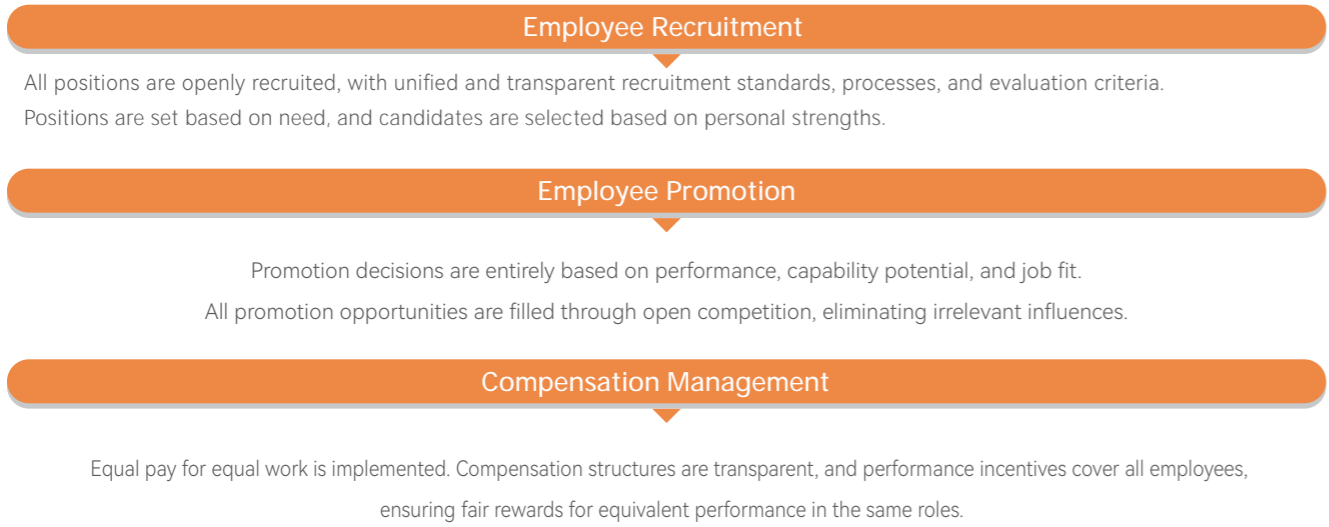 Employee Recruitment
All positions are openly recruited, with unified and transparent recruitment standards, processes, and evaluation criteria.
Positions are set based on need, and candidates are selected based on personal strengths.
Employee Promotion
Promotion decisions are entirely based on performance, capability potential, and job fit.
All promotion opportunities are filled through open competition, eliminating irrelevant influences.
Compensation Management
Equal pay for equal work is implemented. Compensation structures are transparent, and performance incentives cover all employees,
ensuring fair rewards for equivalent performance in the same roles.